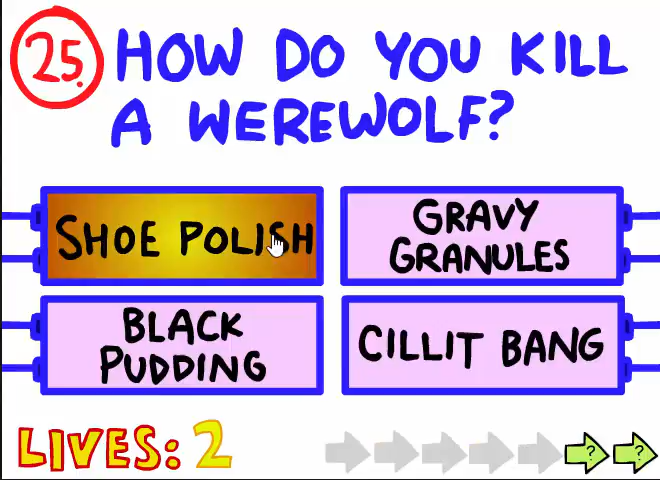 25. HOW DO YOU KILL
A WEREWOLF?
SHOE POLISH
GRAVY
GRANULES
BLACK
PUDDING
CILLIT BANG
LIVES: 2
? ?